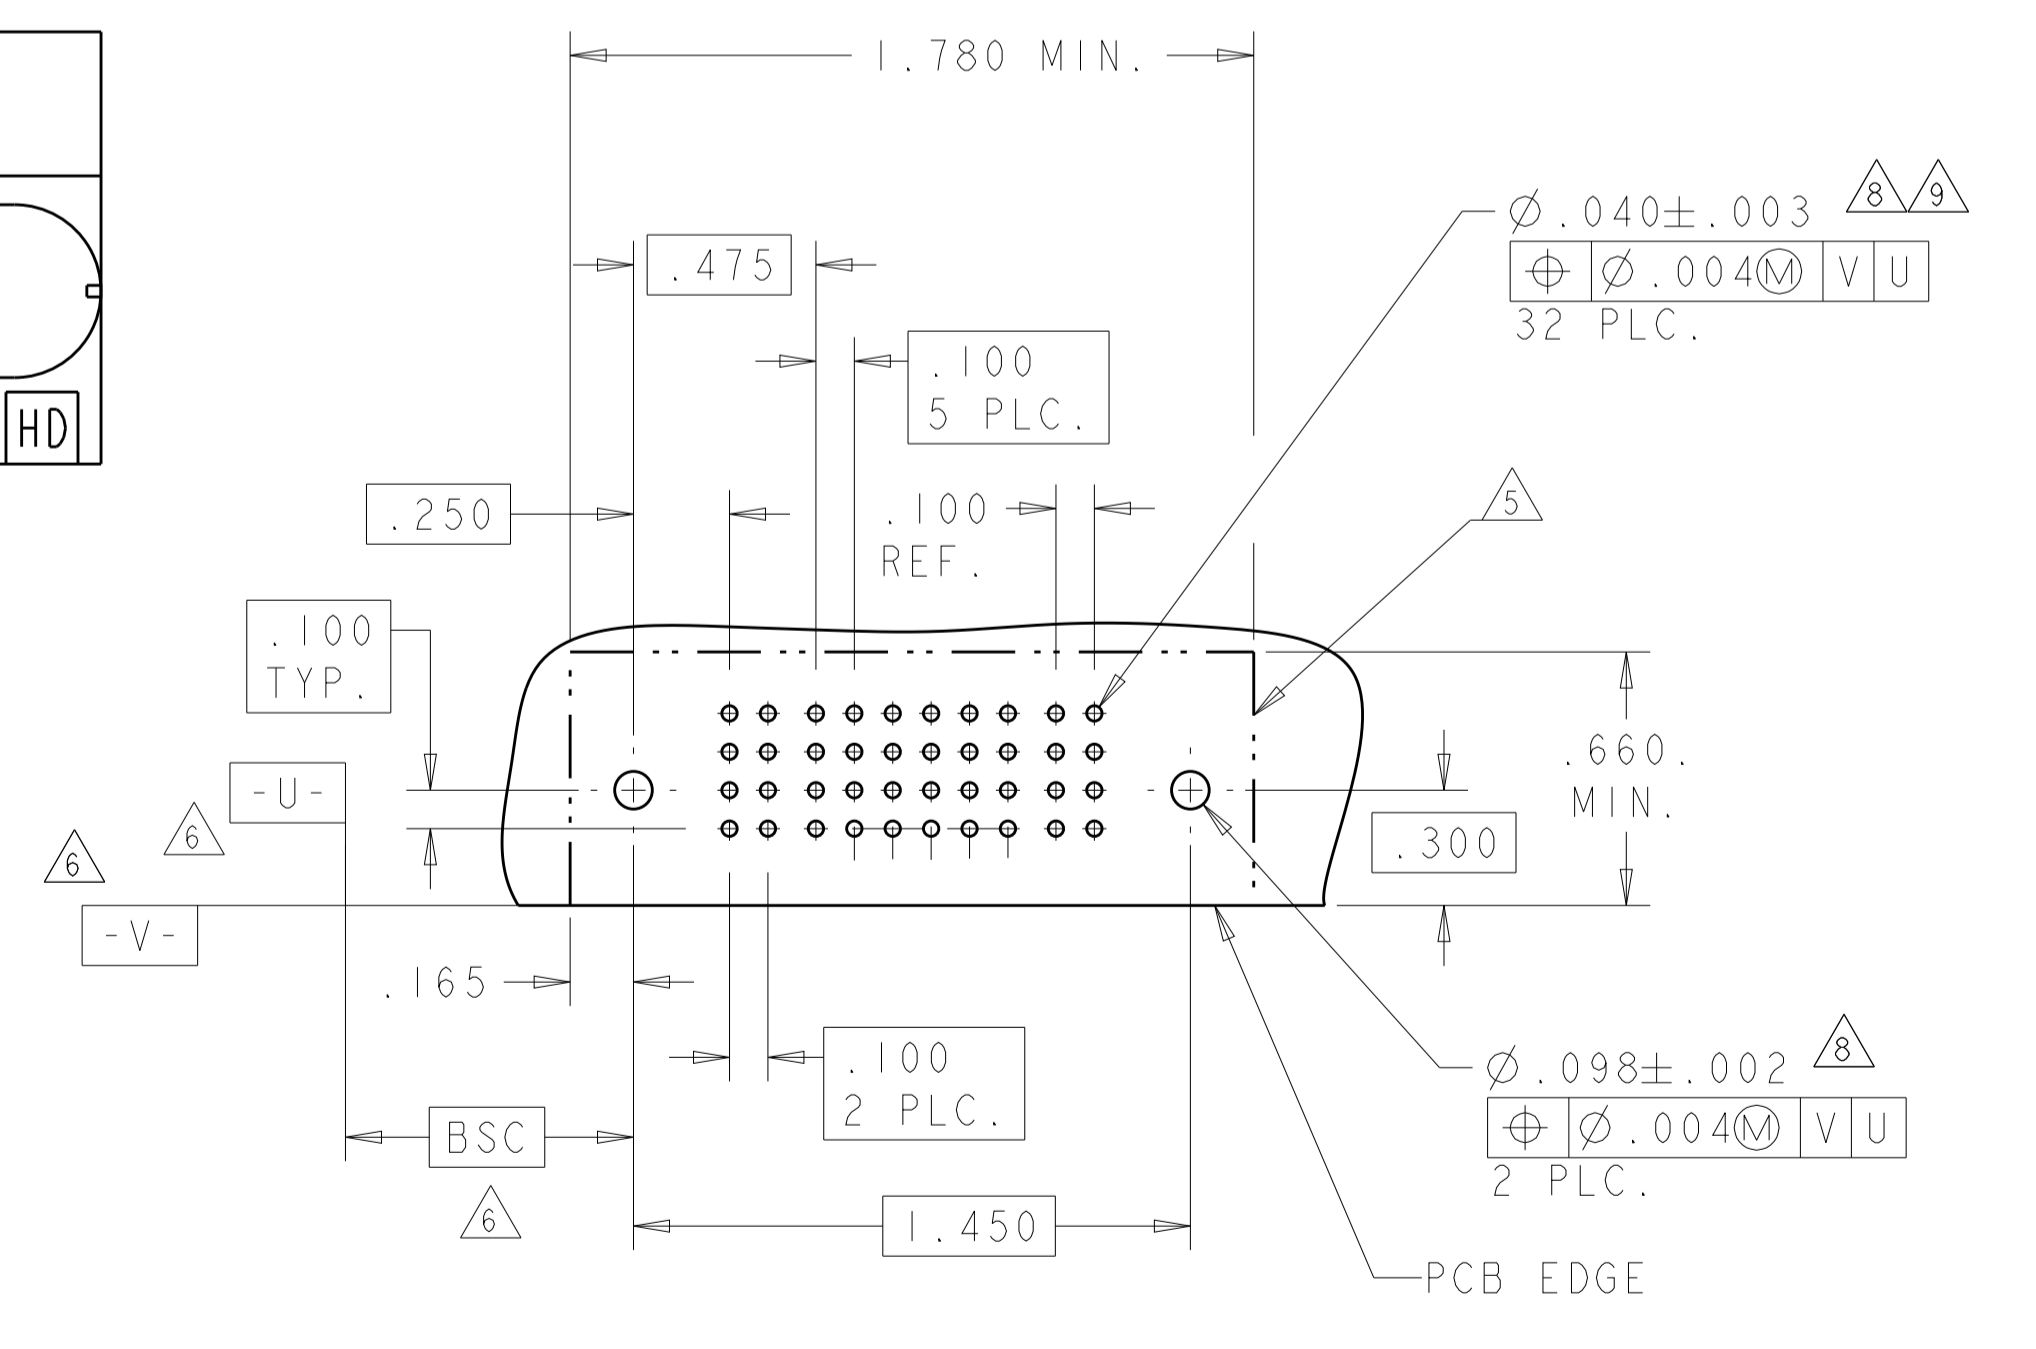 1.780 MIN.
8 9
Ø.040±.003
⌖ Ø.004Ⓜ V U
32 PLC.
.475
.100
5 PLC.
HD
.250
.100
REF.
5
.100
TYP.
-U-
6
6
-V-
.660.
MIN.
.300
.165
.100
2 PLC.
8
Ø.098±.002
⌖ Ø.004Ⓜ V U
2 PLC.
BSC
6
1.450
PCB EDGE